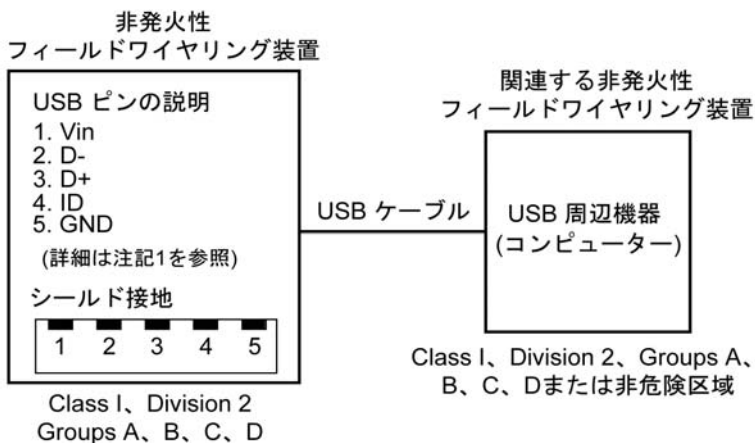 非発火性
フィールドワイヤリング装置
USB ピンの説明
1. Vin
2. D-
3. D+
4. ID
5. GND
(詳細は注記1を参照)
シールド接地
1 2 3 4 5
Class I、Division 2
Groups A、B、C、D
USB ケーブル
関連する非発火性
フィールドワイヤリング装置
USB 周辺機器
(コンピューター)
Class I、Division 2、Groups A、
B、C、Dまたは非危険区域